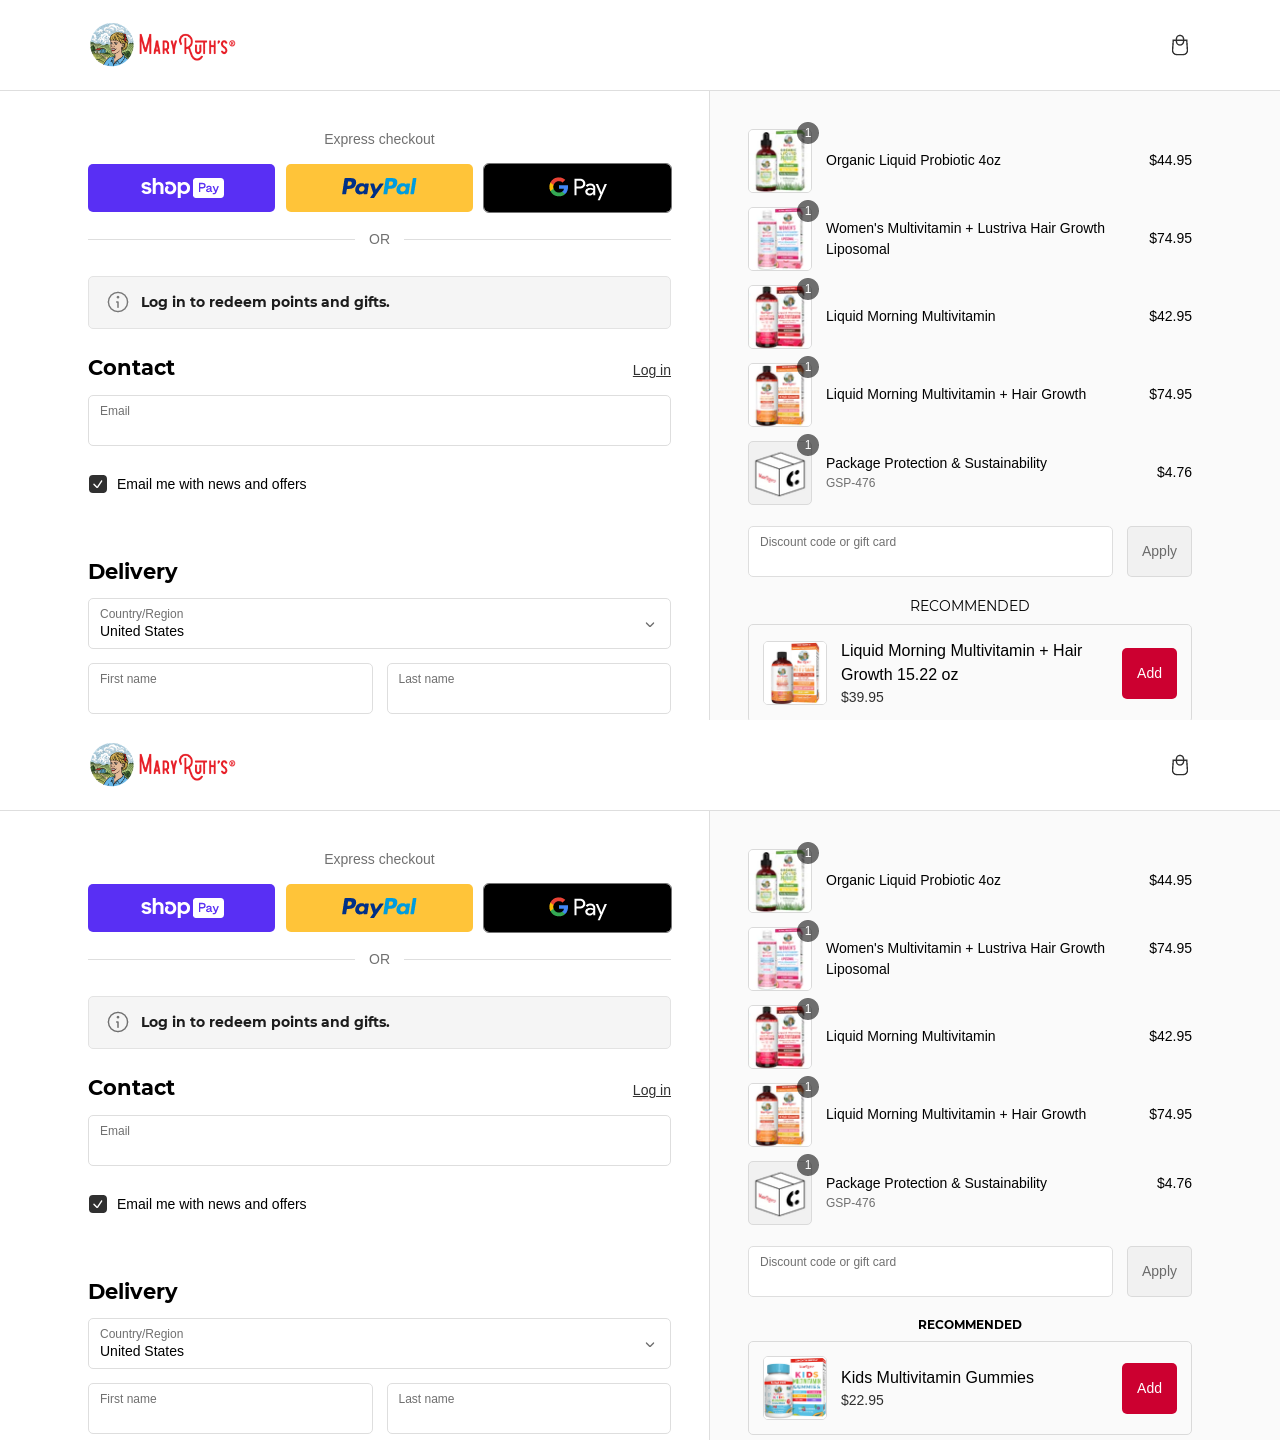 MARYRUTH'S®
Express checkout
shop Pay
PayPal
G Pay
OR
Log in to redeem points and gifts.
Contact
Log in
Email
Email me with news and offers
Delivery
Country/Region
United States
First name
Last name
1
Organic Liquid Probiotic 4oz
$44.95
1
Women's Multivitamin + Lustriva Hair Growth
Liposomal
$74.95
1
Liquid Morning Multivitamin
$42.95
1
Liquid Morning Multivitamin + Hair Growth
$74.95
1
Package Protection & Sustainability
GSP-476
$4.76
Discount code or gift card
Apply
RECOMMENDED
Liquid Morning Multivitamin + Hair
Growth 15.22 oz
$39.95
Add
MARYRUTH'S®
Express checkout
shop Pay
PayPal
G Pay
OR
Log in to redeem points and gifts.
Contact
Log in
Email
Email me with news and offers
Delivery
Country/Region
United States
First name
Last name
1
Organic Liquid Probiotic 4oz
$44.95
1
Women's Multivitamin + Lustriva Hair Growth
Liposomal
$74.95
1
Liquid Morning Multivitamin
$42.95
1
Liquid Morning Multivitamin + Hair Growth
$74.95
1
Package Protection & Sustainability
GSP-476
$4.76
Discount code or gift card
Apply
RECOMMENDED
KIDS
Kids Multivitamin Gummies
$22.95
Add